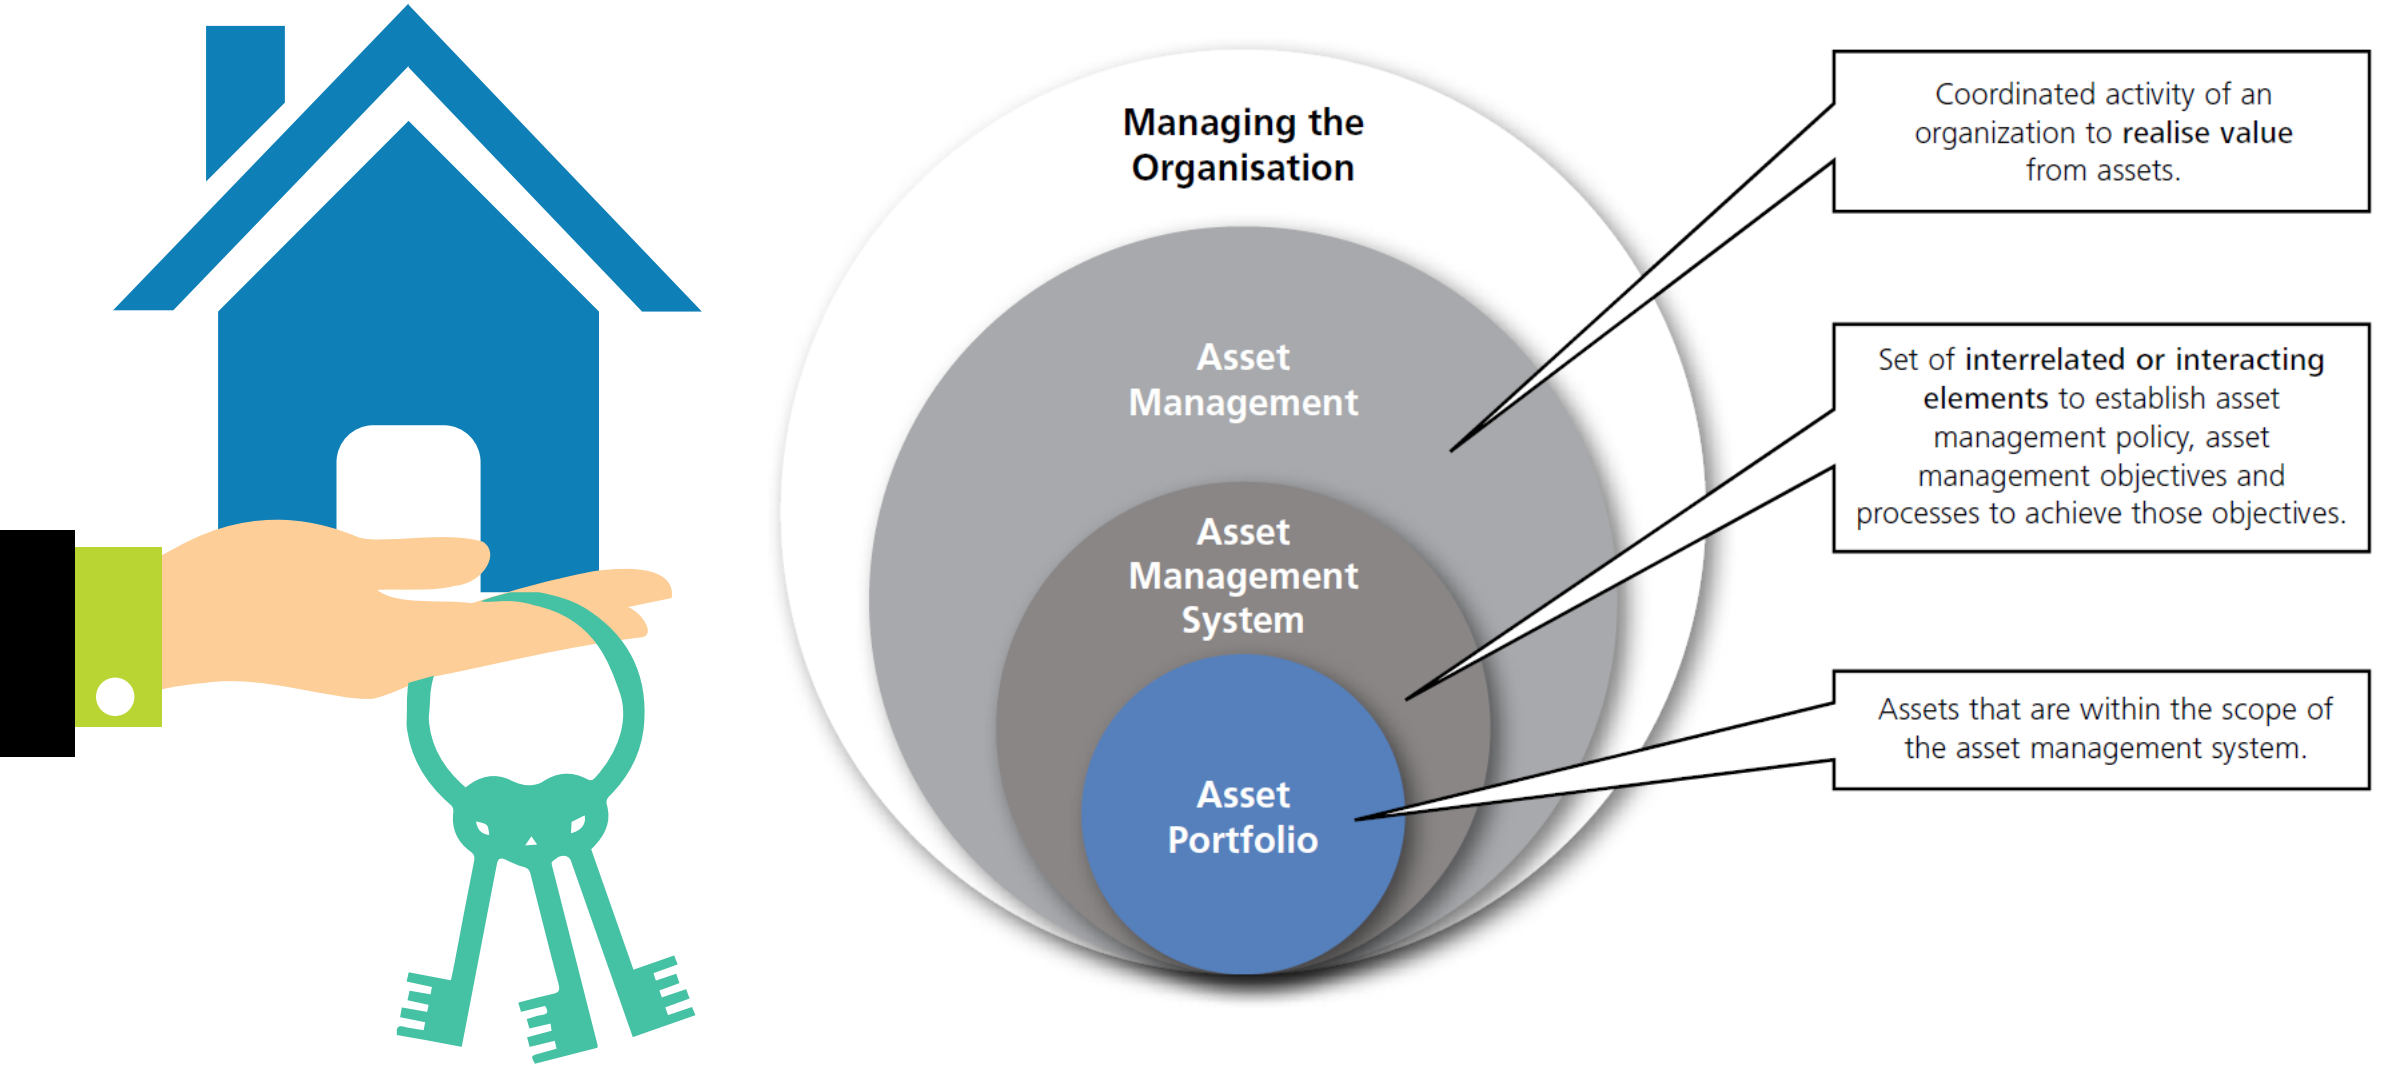 Managing the
Organisation
Asset
Management
Asset
Management
System
Asset
Portfolio
Coordinated activity of an
organization to realise value
from assets.
Set of interrelated or interacting
elements to establish asset
management policy, asset
management objectives and
processes to achieve those objectives.
Assets that are within the scope of
the asset management system.